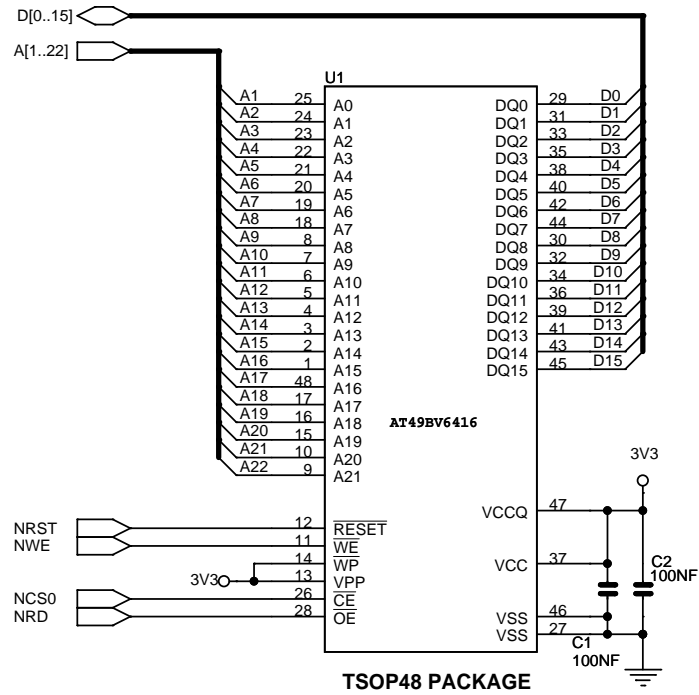 D[0..15]
A[1..22]
U1
A1 25 A0 DQ0 29 D0
A2 24 A1 DQ1 31 D1
A3 23 A2 DQ2 33 D2
A4 22 A3 DQ3 35 D3
A5 21 A4 DQ4 38 D4
A6 20 A5 DQ5 40 D5
A7 19 A6 DQ6 42 D6
A8 18 A7 DQ7 44 D7
A9 8 A8 DQ8 30 D8
A10 7 A9 DQ9 32 D9
A11 6 A10 DQ10 34 D10
A12 5 A11 DQ11 36 D11
A13 4 A12 DQ12 39 D12
A14 3 A13 DQ13 41 D13
A15 2 A14 DQ14 43 D14
A16 1 A15 DQ15 45 D15
A17 48 A16
A18 17 A17
A19 16 A18
A20 15 A19
A21 10 A20
A22 9 A21
AT49BV6416
3V3
VCCQ 47
NRST 12 RESET
NWE 11 WE
14 WP
3V3 13 VPP
NCS0 26 CE
NRD 28 OE
VCC 37
C2
100NF
VSS 46
VSS 27
C1
100NF
TSOP48 PACKAGE